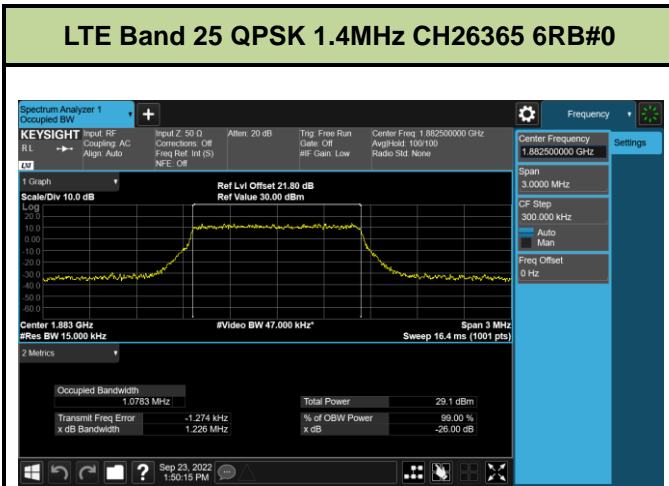 LTE Band 25 QPSK 1.4MHz CH26365 6RB#0
Spectrum Analyzer 1
Occupied BW
Frequency
KEYSIGHT
RL
LXI
Input: RF
Coupling: AC
Align: Auto
Input Z: 50 Ω
Corrections: Off
Freq Ref: Int (S)
NFE: Off
Atten: 20 dB
Trig: Free Run
Gate: Off
#IF Gain: Low
Center Freq: 1.882500000 GHz
Avg|Hold: 100/100
Radio Std: None
Center Frequency
1.882500000 GHz
Settings
Span
3.0000 MHz
CF Step
300.000 kHz
Auto
Man
Freq Offset
0 Hz
1 Graph
Scale/Div 10.0 dB
Ref Lvl Offset 21.80 dB
Ref Value 30.00 dBm
Log
20.0
10.0
0.00
-10.0
-20.0
-30.0
-40.0
-50.0
-60.0
Center 1.883 GHz
#Res BW 15.000 kHz
#Video BW 47.000 kHz*
Span 3 MHz
Sweep 16.4 ms (1001 pts)
2 Metrics
Occupied Bandwidth
1.0783 MHz
Transmit Freq Error -1.274 kHz
x dB Bandwidth 1.226 MHz
Total Power 29.1 dBm
% of OBW Power 99.00 %
x dB -26.00 dB
?
Sep 23, 2022
1:50:15 PM